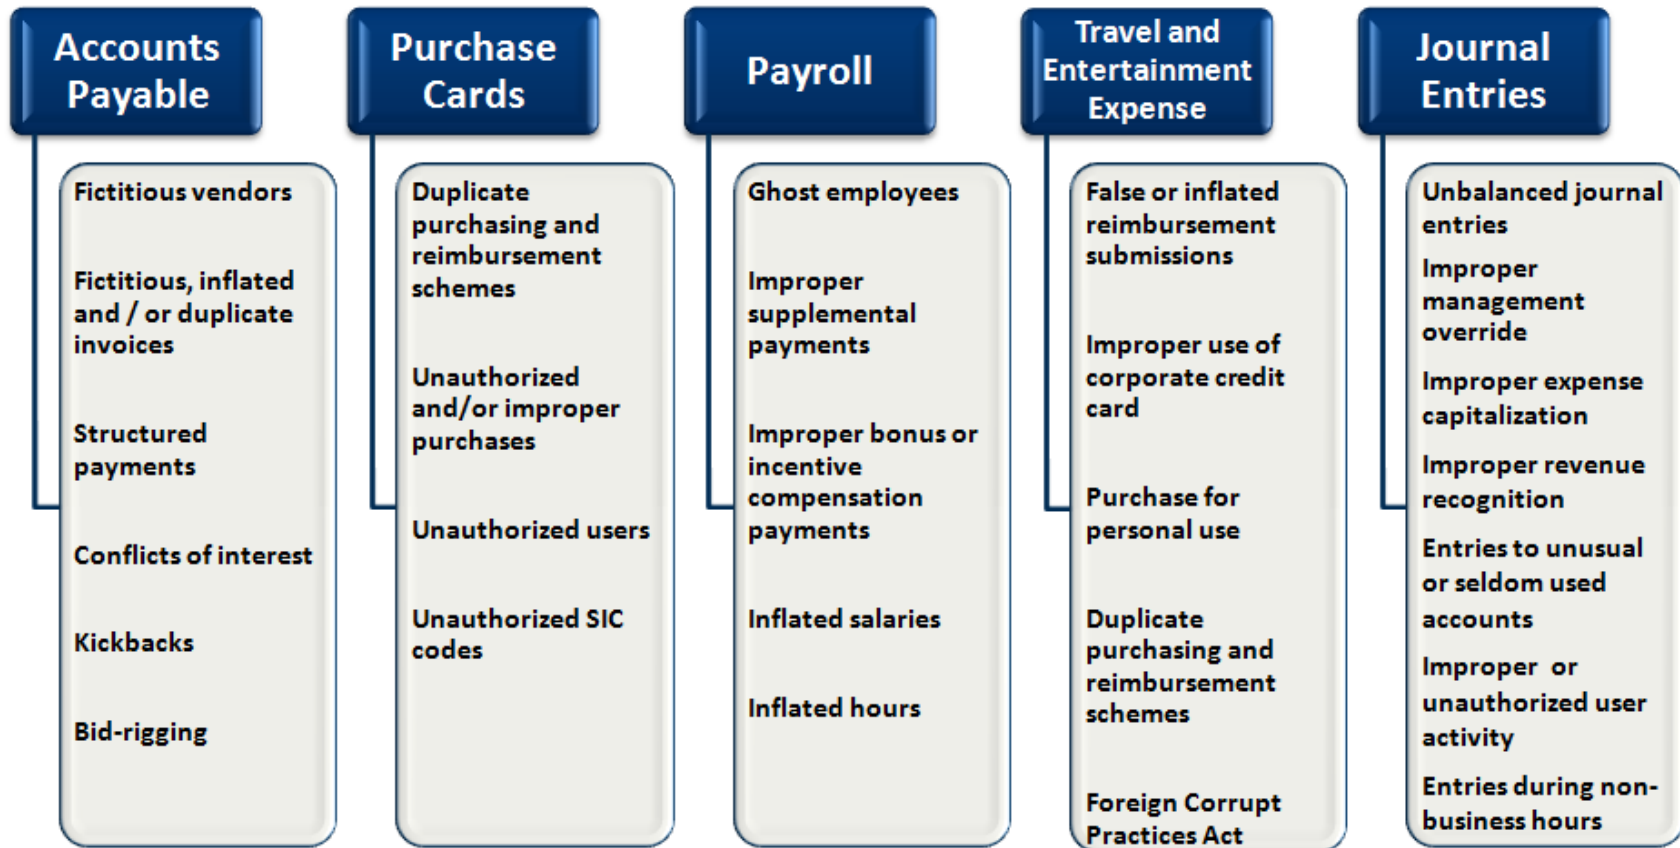 Accounts
Payable
Fictitious vendors
Fictitious, inflated
and / or duplicate
invoices
Structured
payments
Conflicts of interest
Kickbacks
Bid-rigging
Purchase
Cards
Duplicate
purchasing and
reimbursement
schemes
Unauthorized
and/or improper
purchases
Unauthorized users
Unauthorized SIC
codes
Payroll
Ghost employees
Improper
supplemental
payments
Improper bonus or
incentive
compensation
payments
Inflated salaries
Inflated hours
Travel and
Entertainment
Expense
False or inflated
reimbursement
submissions
Improper use of
corporate credit
card
Purchase for
personal use
Duplicate
purchasing and
reimbursement
schemes
Foreign Corrupt
Practices Act
Journal
Entries
Unbalanced journal
entries
Improper
management
override
Improper expense
capitalization
Improper revenue
recognition
Entries to unusual
or seldom used
accounts
Improper or
unauthorized user
activity
Entries during non-
business hours